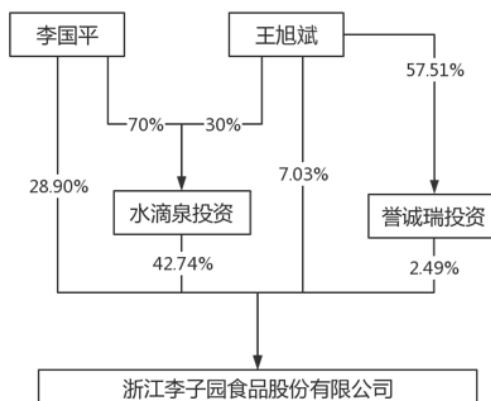 李国平
王旭斌
57.51%
70%
30%
28.90%
7.03%
水滴泉投资
誉诚瑞投资
42.74%
2.49%
浙江李子园食品股份有限公司